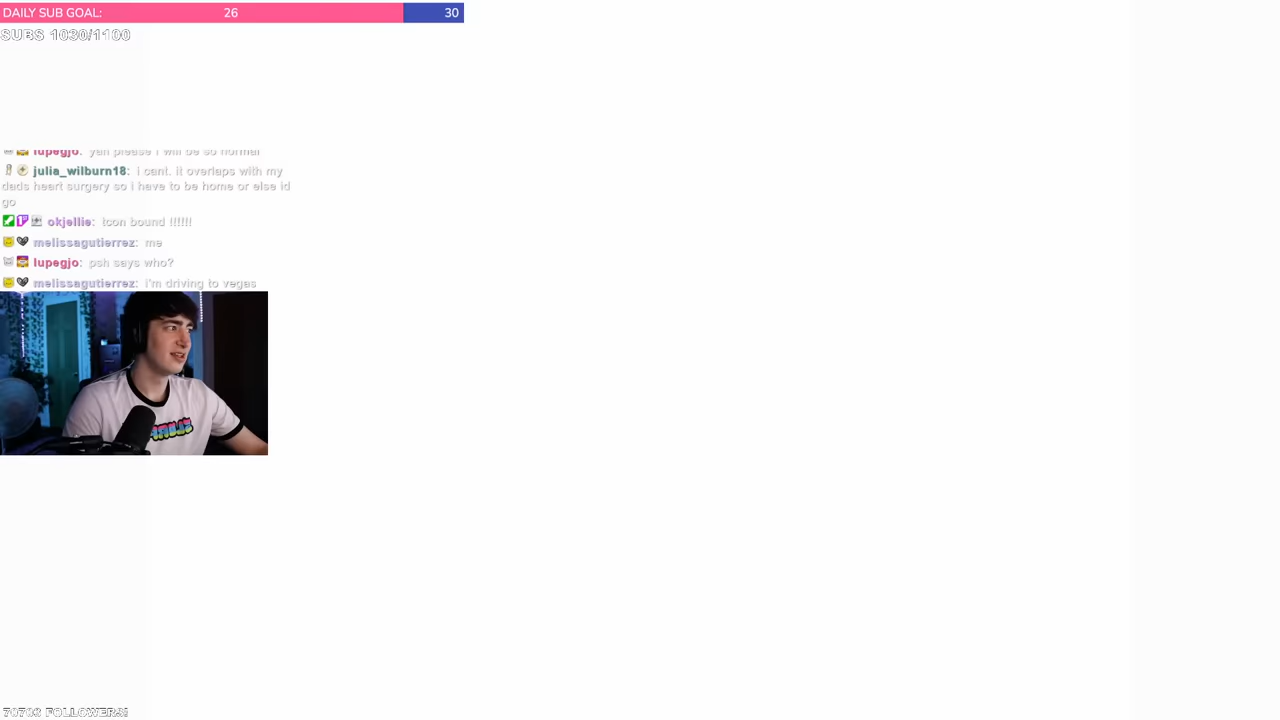 DAILY SUB GOAL: 26 30
SUBS 1030/1100
lupegjo: yall please i will be so normal
julia_wilburn18: i cant. it overlaps with my
dads heart surgery so i have to be home or else id
go
okjellie: tcon bound !!!!!!
melissagutierrez: me
lupegjo: psh says who?
melissagutierrez: i'm driving to vegas
FOLLOWERS!